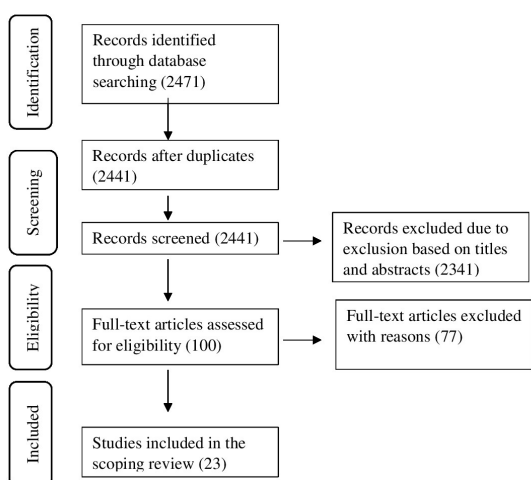 Identification
Records identified
through database
searching (2471)
Screening
Records after duplicates
(2441)
Records screened (2441)
Records excluded due to
exclusion based on titles
and abstracts (2341)
Eligibility
Full-text articles assessed
for eligibility (100)
Full-text articles excluded
with reasons (77)
Included
Studies included in the
scoping review (23)